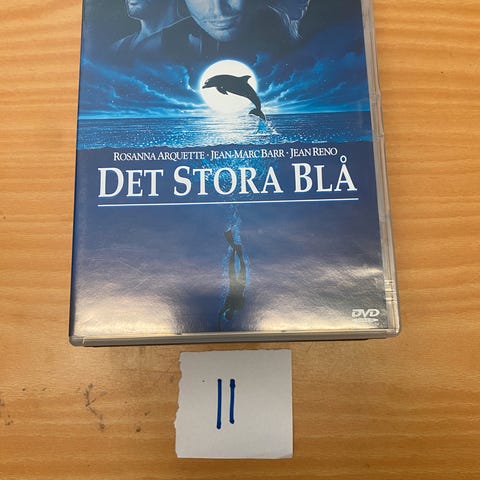 ROSANNA ARQUETTE · JEAN-MARC BARR · JEAN RENO
DET STORA BLÅ
DVD
11